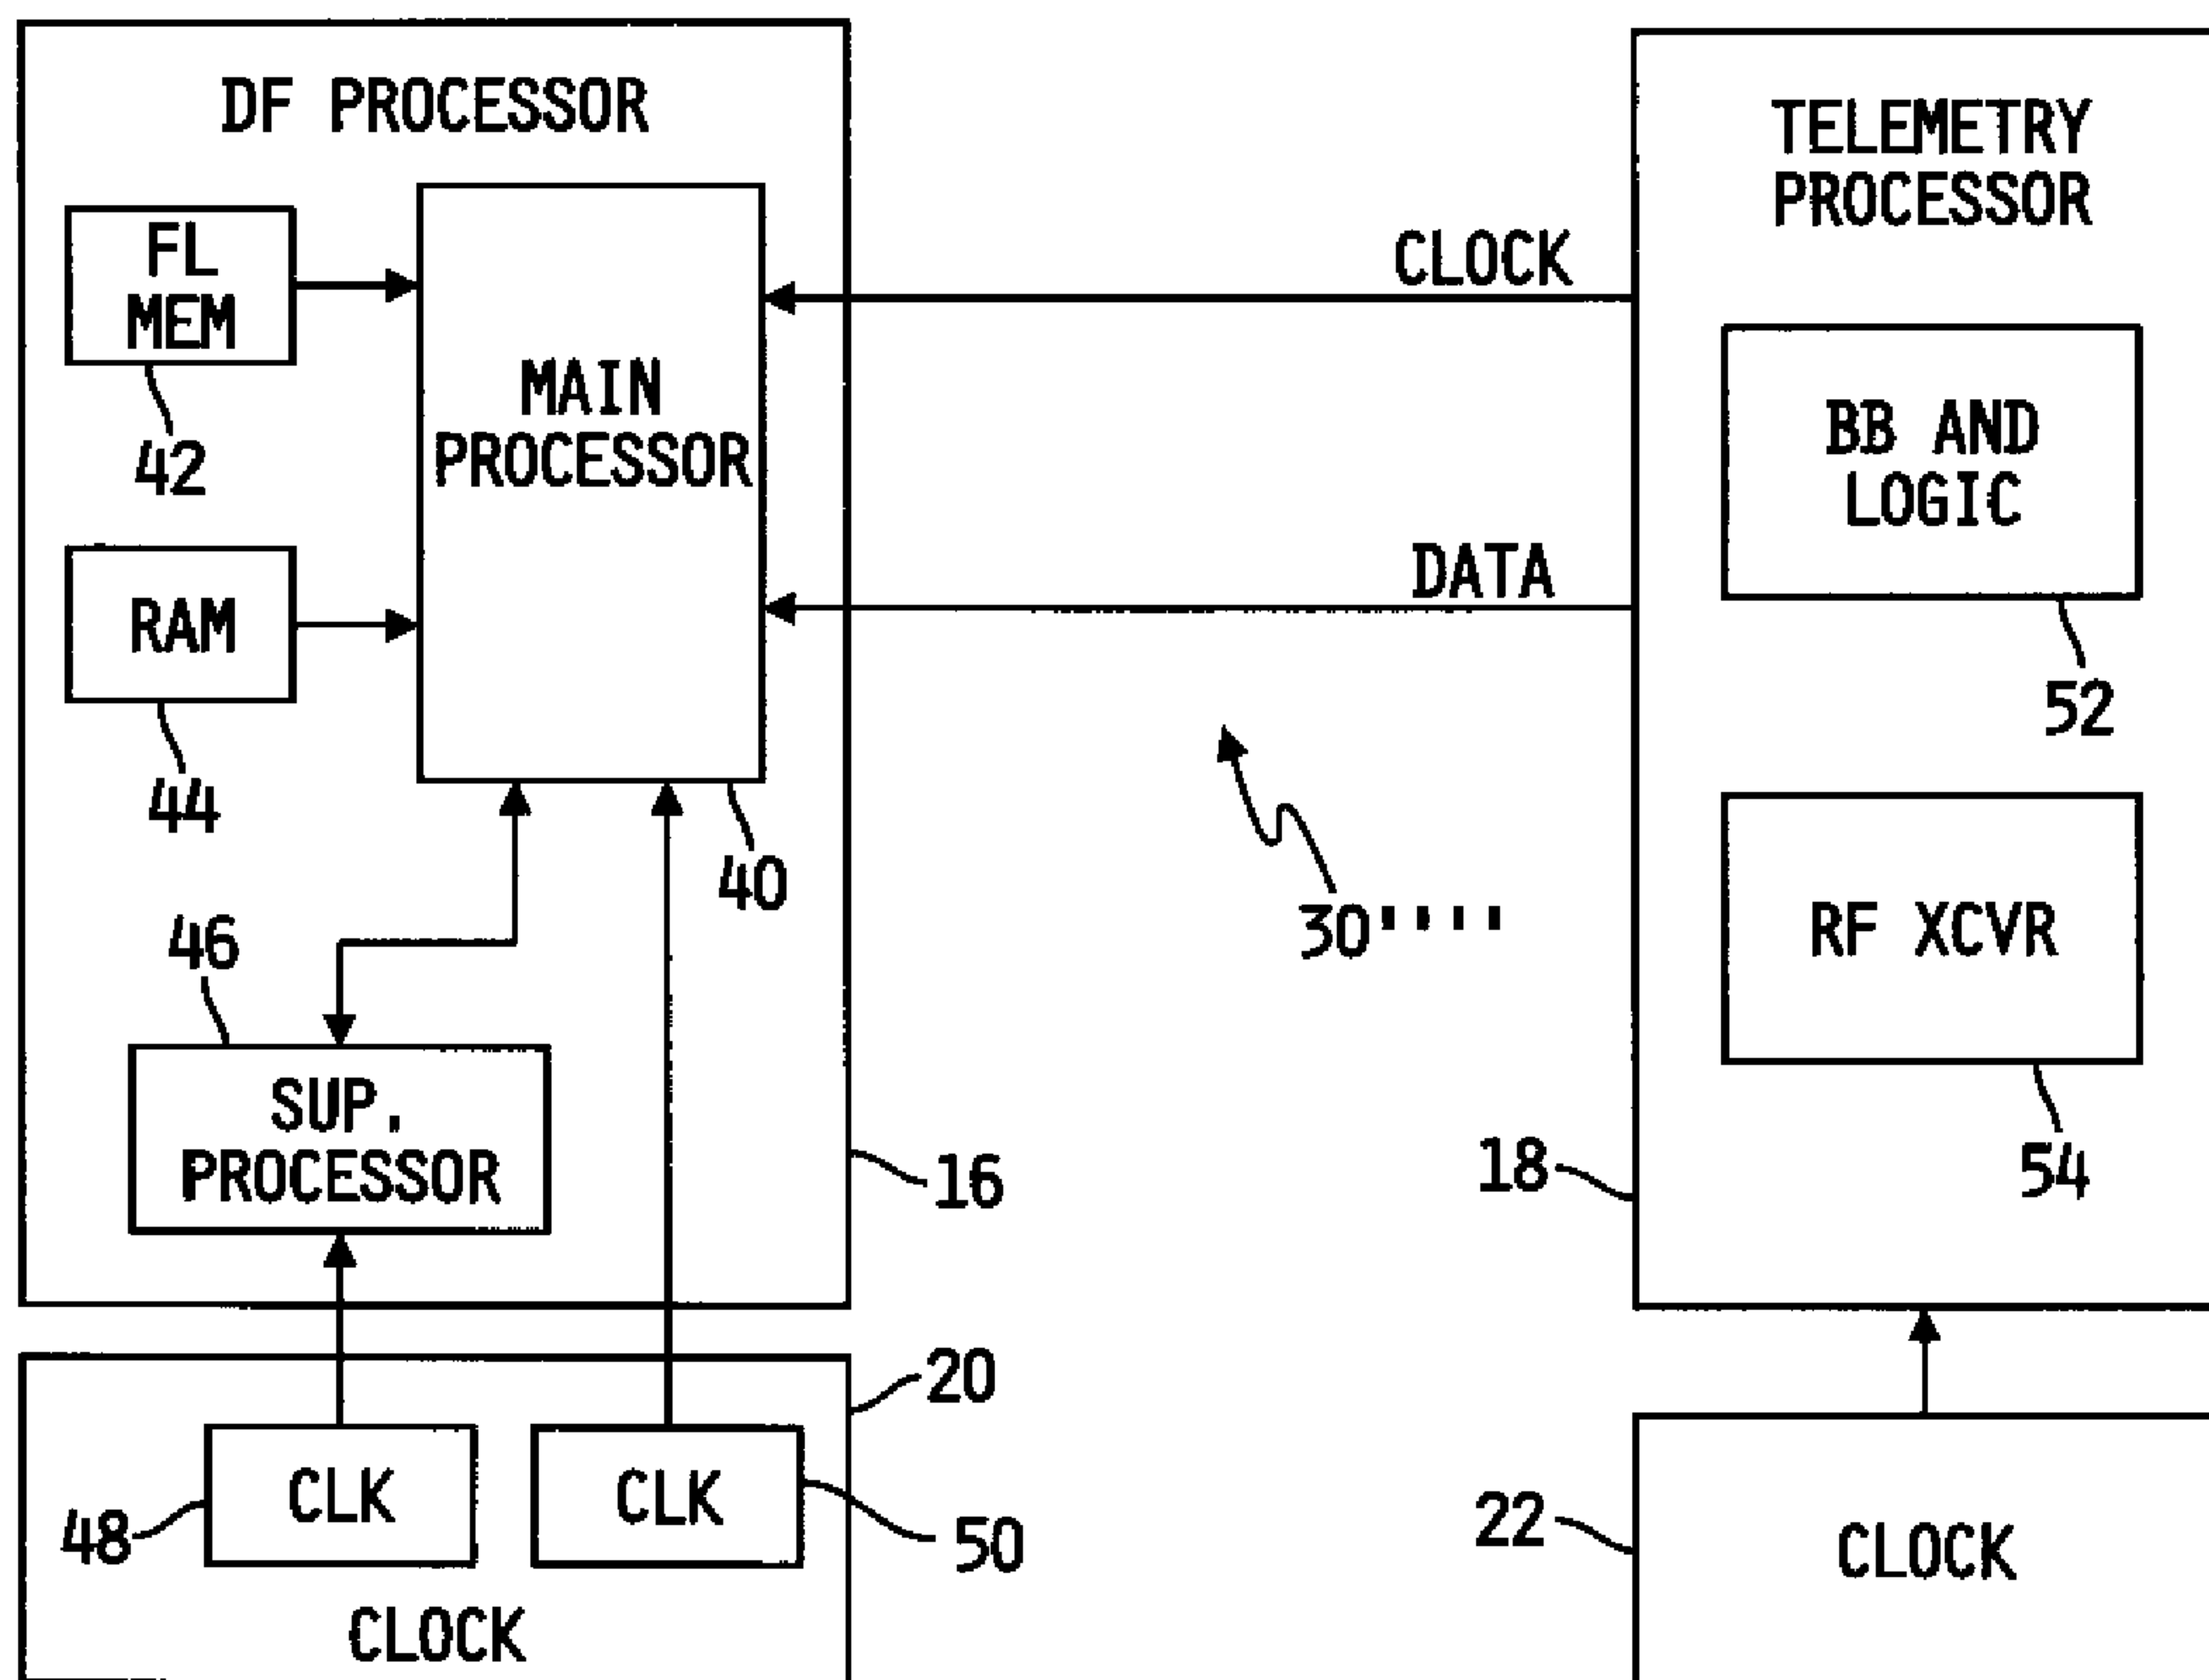 DF PROCESSOR
FL
MEM
42
RAM
44
MAIN
PROCESSOR
40
46
SUP.
PROCESSOR
16
CLOCK
DATA
30''''
TELEMETRY
PROCESSOR
BB AND
LOGIC
52
RF XCVR
54
18
20
48
CLK
CLK
50
CLOCK
22
CLOCK